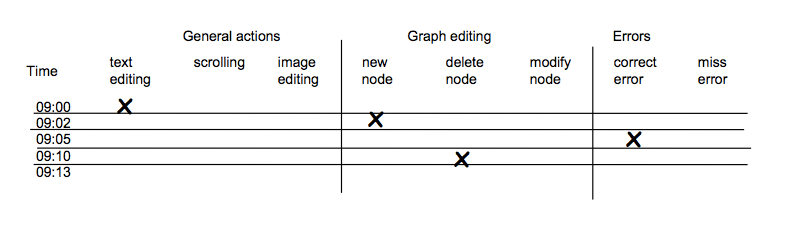 General actions Graph editing Errors
Time text editing scrolling image editing new node delete node modify node correct error miss error
09:00 X
09:02 X
09:05 X
09:10 X
09:13